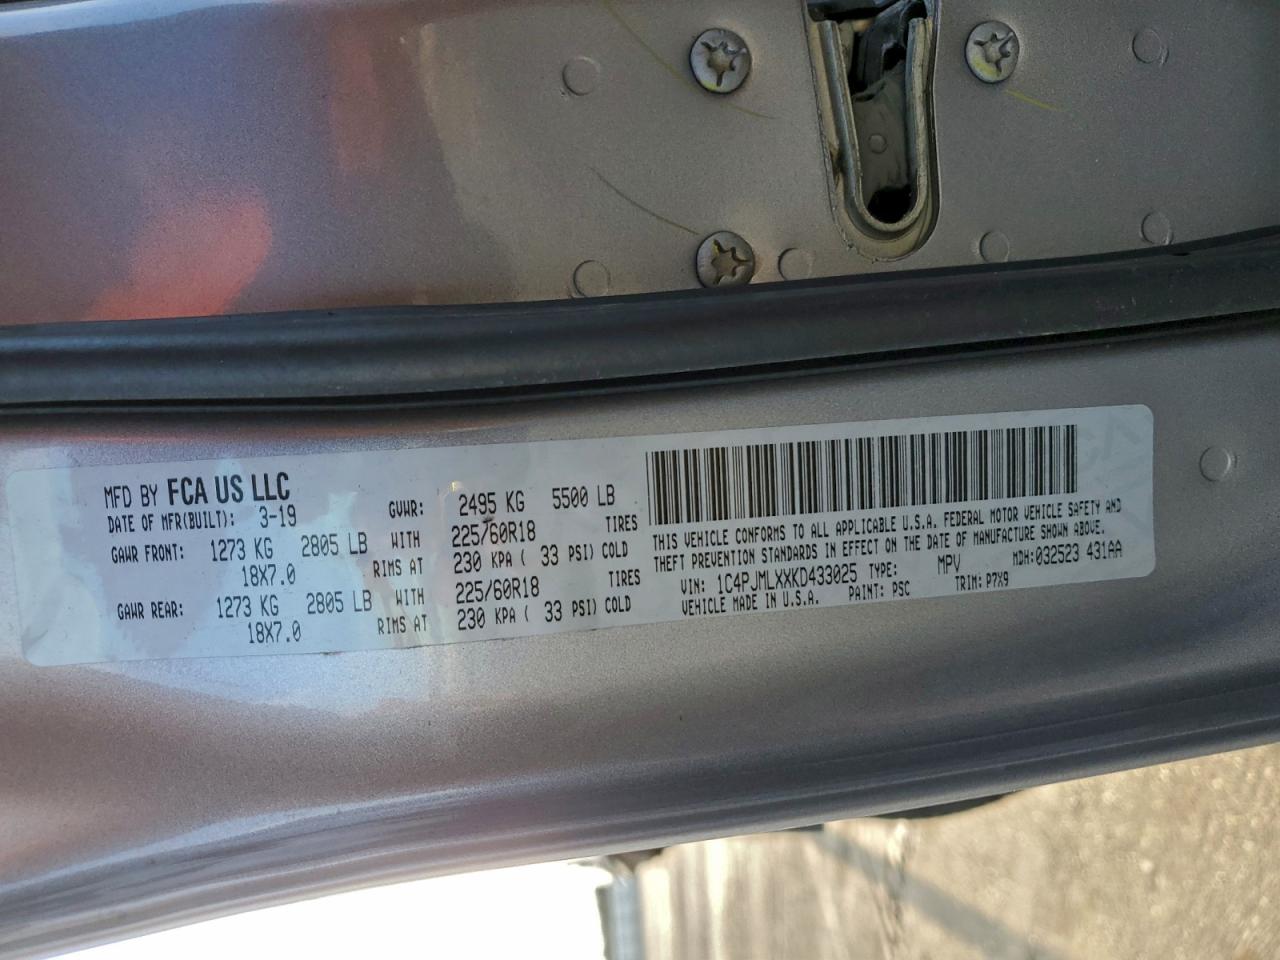 MFD BY FCA US LLC
DATE OF MFR(BUILT): 3-19 GVWR: 2495 KG 5500 LB
GAWR FRONT: 1273 KG 2805 LB WITH 225/60R18 TIRES
18X7.0 RIMS AT 230 KPA ( 33 PSI) COLD
GAWR REAR: 1273 KG 2805 LB WITH 225/60R18 TIRES
18X7.0 RIMS AT 230 KPA ( 33 PSI) COLD
THIS VEHICLE CONFORMS TO ALL APPLICABLE U.S.A. FEDERAL MOTOR VEHICLE SAFETY AND
THEFT PREVENTION STANDARDS IN EFFECT ON THE DATE OF MANUFACTURE SHOWN ABOVE.
VIN: 1C4PJMLXXKD433025 TYPE: MPV MDH:032523 431AA
VEHICLE MADE IN U.S.A. PAINT: PSC TRIM: P7X9